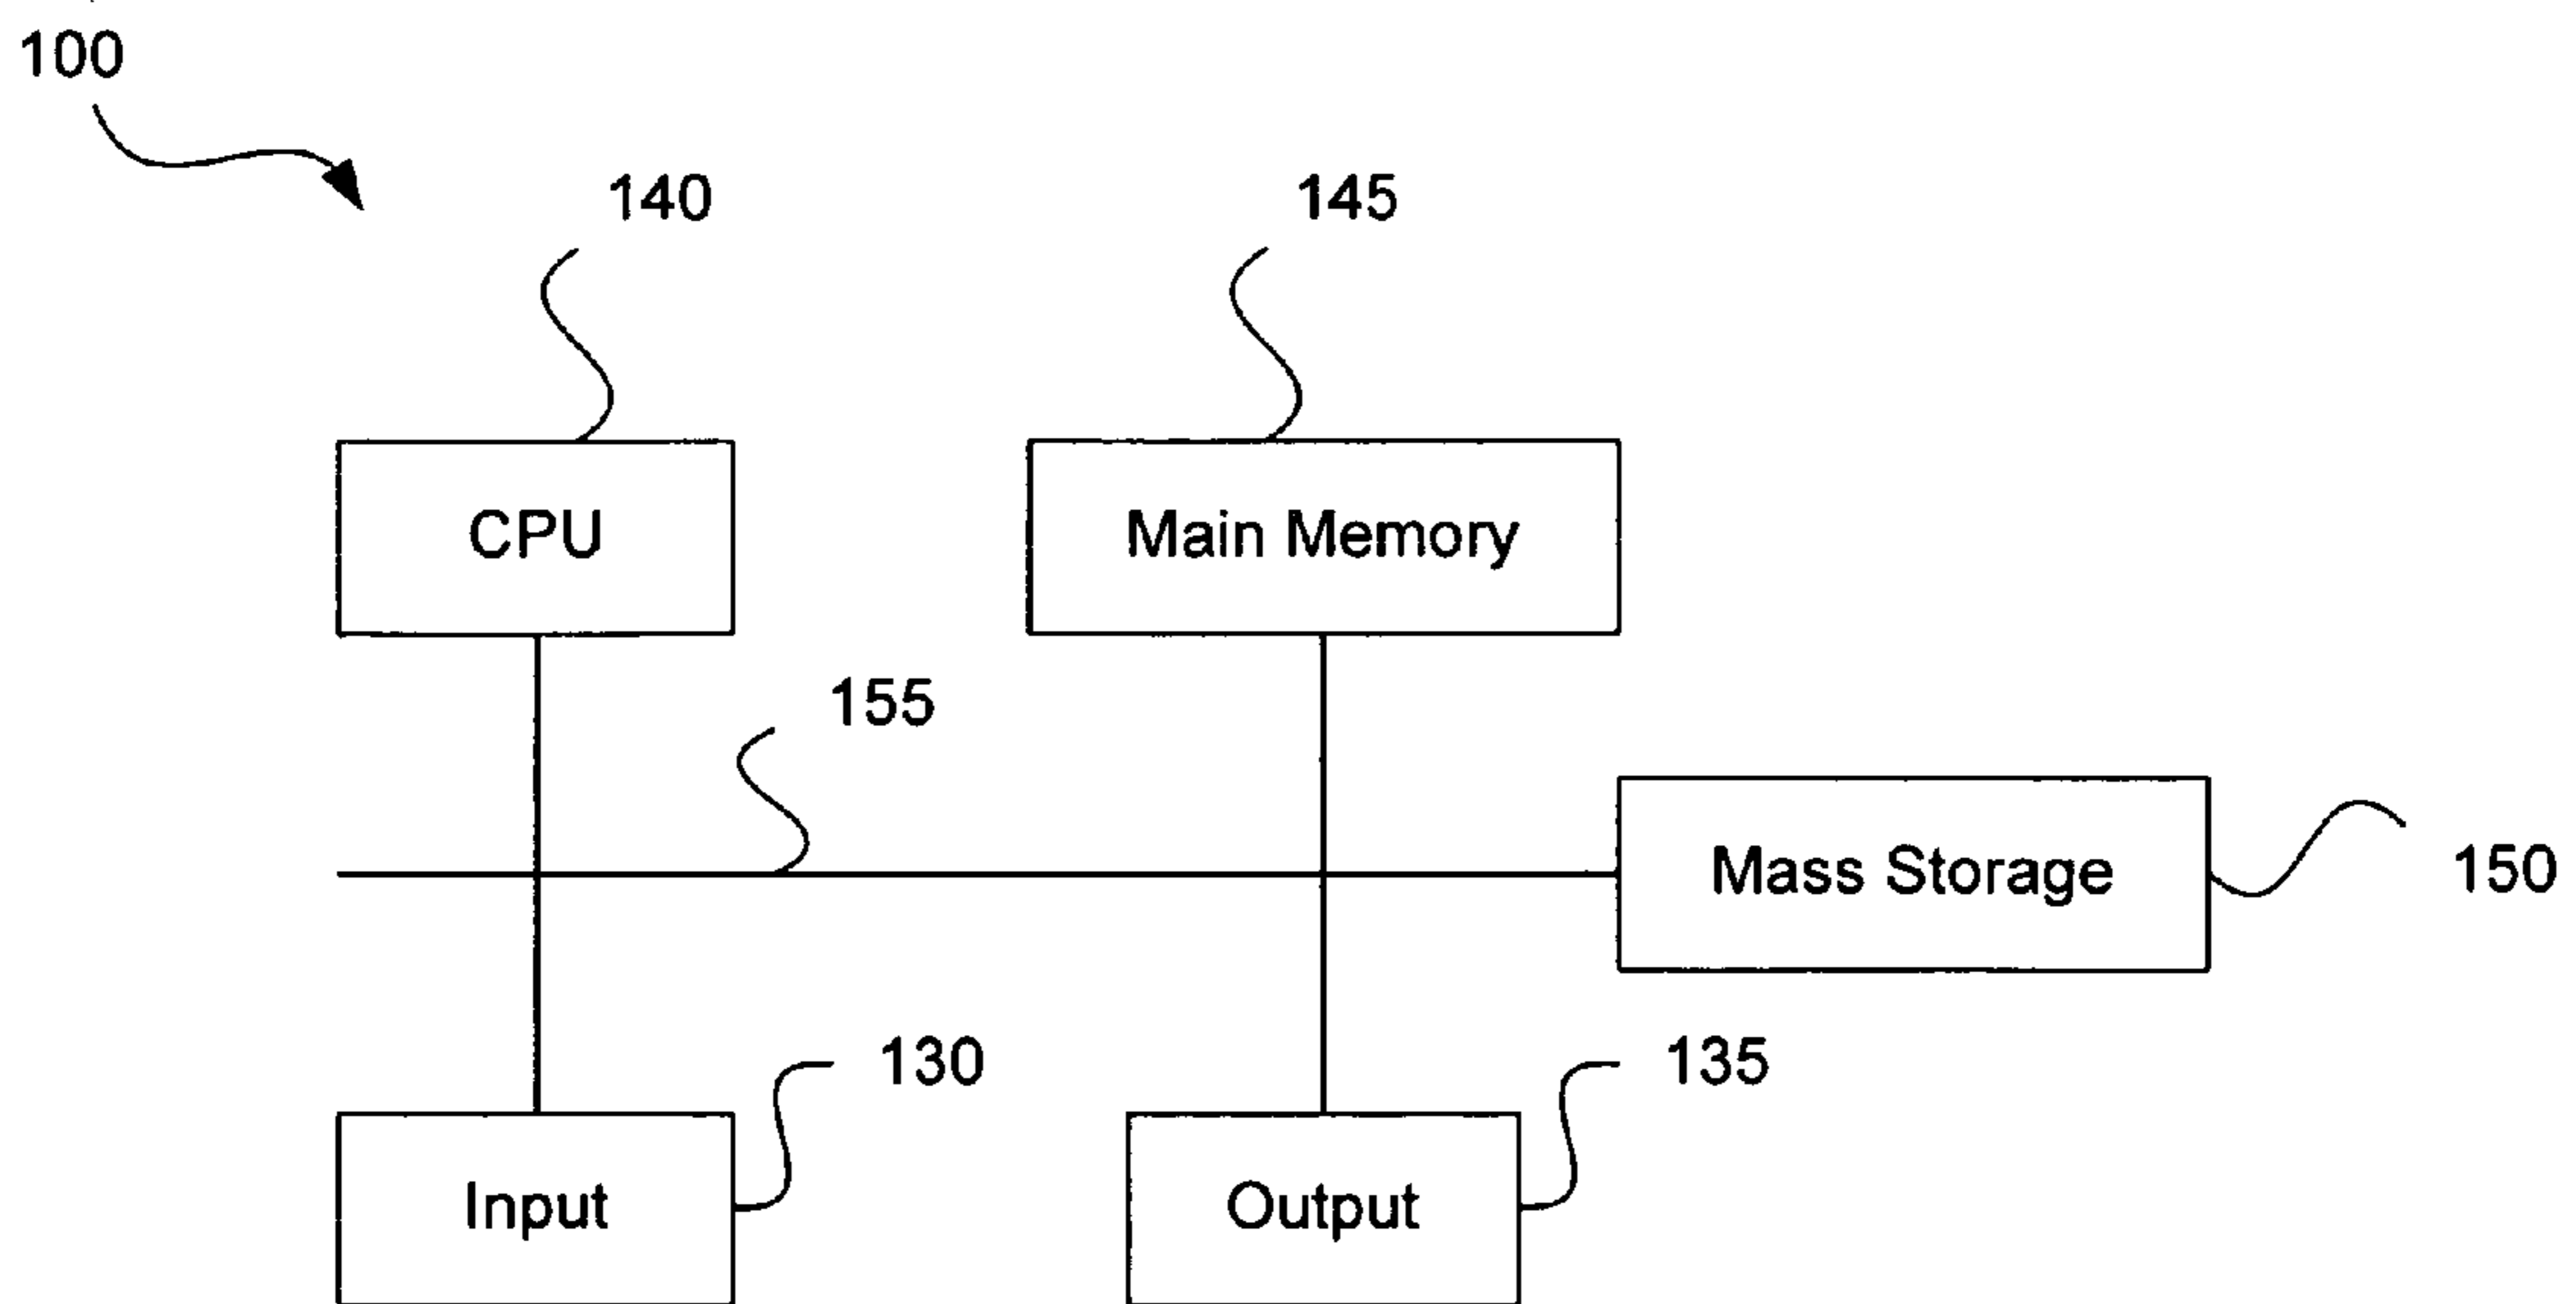 100
140
145
CPU
Main Memory
155
Mass Storage
150
130
135
Input
Output